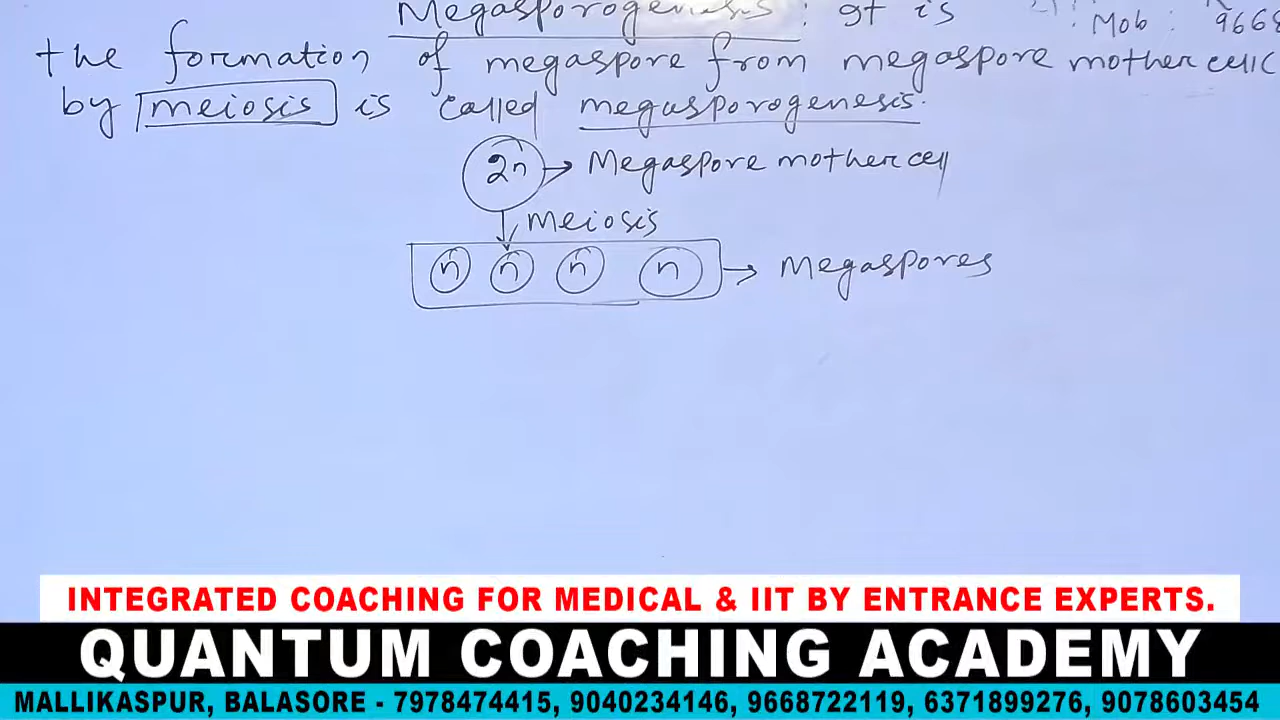 Megasporogenesis: It is
Mob: 9668
the formation of megaspore from megaspore mother cell
by meiosis is called megasporogenesis.
2n → Megaspore mother cell
Meiosis
n n n n → Megaspores
INTEGRATED COACHING FOR MEDICAL & IIT BY ENTRANCE EXPERTS.
QUANTUM COACHING ACADEMY
MALLIKASPUR, BALASORE - 7978474415, 9040234146, 9668722119, 6371899276, 9078603454